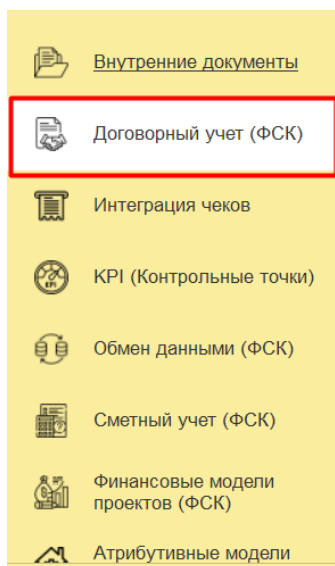 Внутренние документы
Договорный учет (ФСК)
Интеграция чеков
KPI
KPI (Контрольные точки)
Обмен данными (ФСК)
Сметный учет (ФСК)
Финансовые модели
проектов (ФСК)
Атрибутивные модели